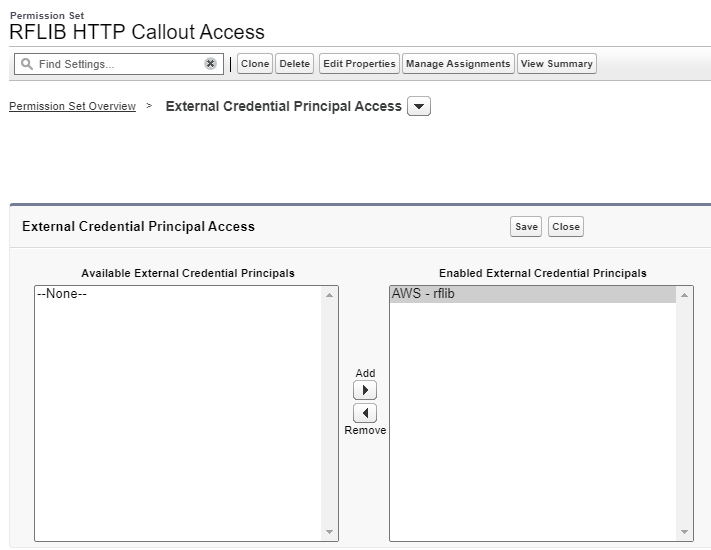 Permission Set
RFLIB HTTP Callout Access
Find Settings...
Clone Delete Edit Properties Manage Assignments View Summary
Permission Set Overview > External Credential Principal Access
External Credential Principal Access
Save Close
Available External Credential Principals
Enabled External Credential Principals
--None--
AWS - rflib
Add
Remove